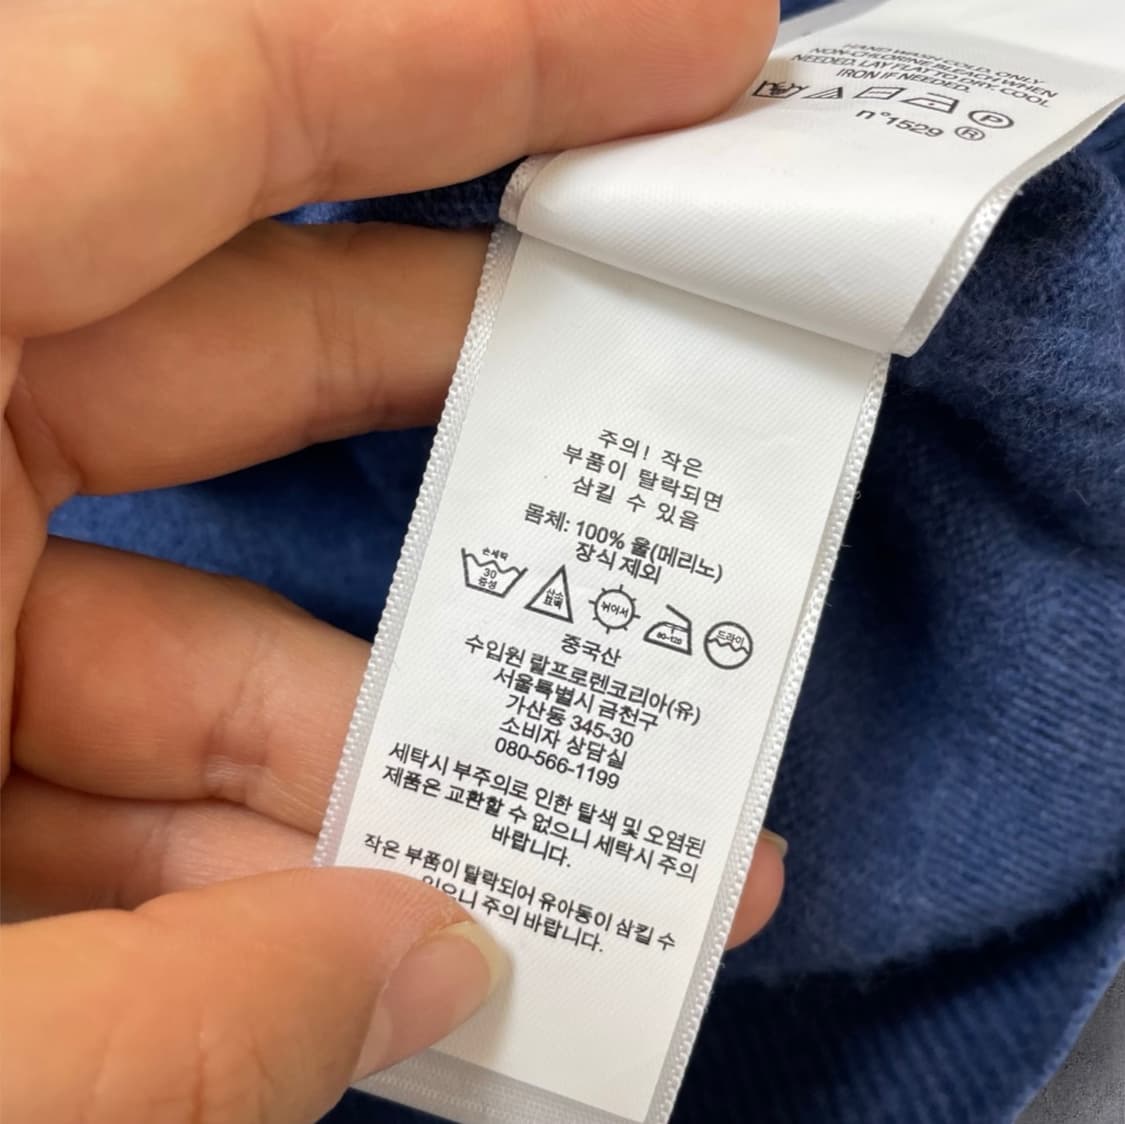 HAND WASH COLD, ONLY
NON-CHLORINE BLEACH WHEN
NEEDED. LAY FLAT TO DRY. COOL
IRON IF NEEDED.
P
n°1529 ®
주의! 작은
부품이 탈락되면
삼킬 수 있음
몸체: 100% 울(메리노)
장식 제외
손세탁
30
중성
산소
표백
뉘어서
80-120
드라이
중국산
수입원 랄프로렌코리아(유)
서울특별시 금천구
가산동 345-30
소비자 상담실
080-566-1199
세탁시 부주의로 인한 탈색 및 오염된
제품은 교환할 수 없으니 세탁시 주의
바랍니다.
작은 부품이 탈락되어 유아동이 삼킬 수
있으니 주의 바랍니다.